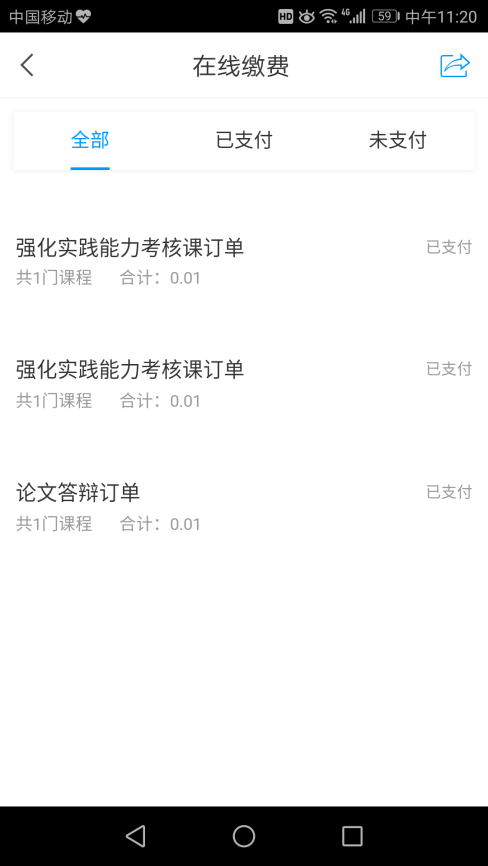 中国移动 HD 4G 59 中午11:20
在线缴费
全部 已支付 未支付
强化实践能力考核课订单 已支付
共1门课程 合计：0.01
强化实践能力考核课订单 已支付
共1门课程 合计：0.01
论文答辩订单 已支付
共1门课程 合计：0.01